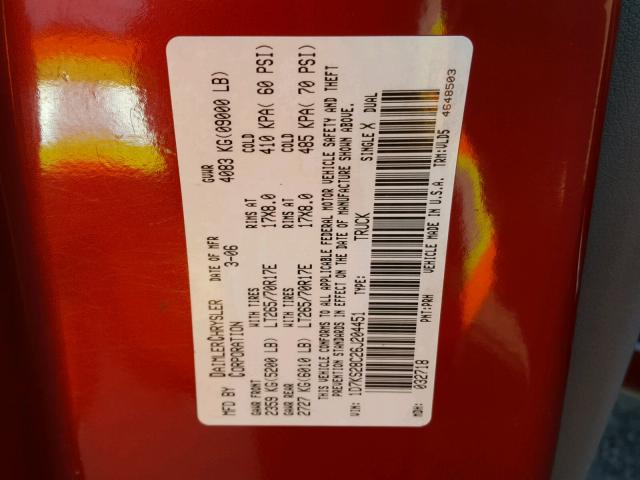 MFD BY DAIMLERCHRYSLER CORPORATION DATE OF MFR 3-06 GVWR 4083 KG(09000 LB)
GAWR FRONT WITH TIRES RIMS AT COLD
2359 KG(5200 LB) LT265/70R17E 17X8.0 410 KPA( 60 PSI)
GAWR REAR WITH TIRES RIMS AT COLD
2727 KG(6010 LB) LT265/70R17E 17X8.0 485 KPA( 70 PSI)
THIS VEHICLE CONFORMS TO ALL APPLICABLE FEDERAL MOTOR VEHICLE SAFETY AND THEFT
PREVENTION STANDARDS IN EFFECT ON THE DATE OF MANUFACTURE SHOWN ABOVE.
VIN: 1D7KS28C26J204451 TYPE: TRUCK SINGLE X DUAL
MDH: 032718 PNT: PRH VEHICLE MADE IN U.S.A. TRM: VLD5 4648503